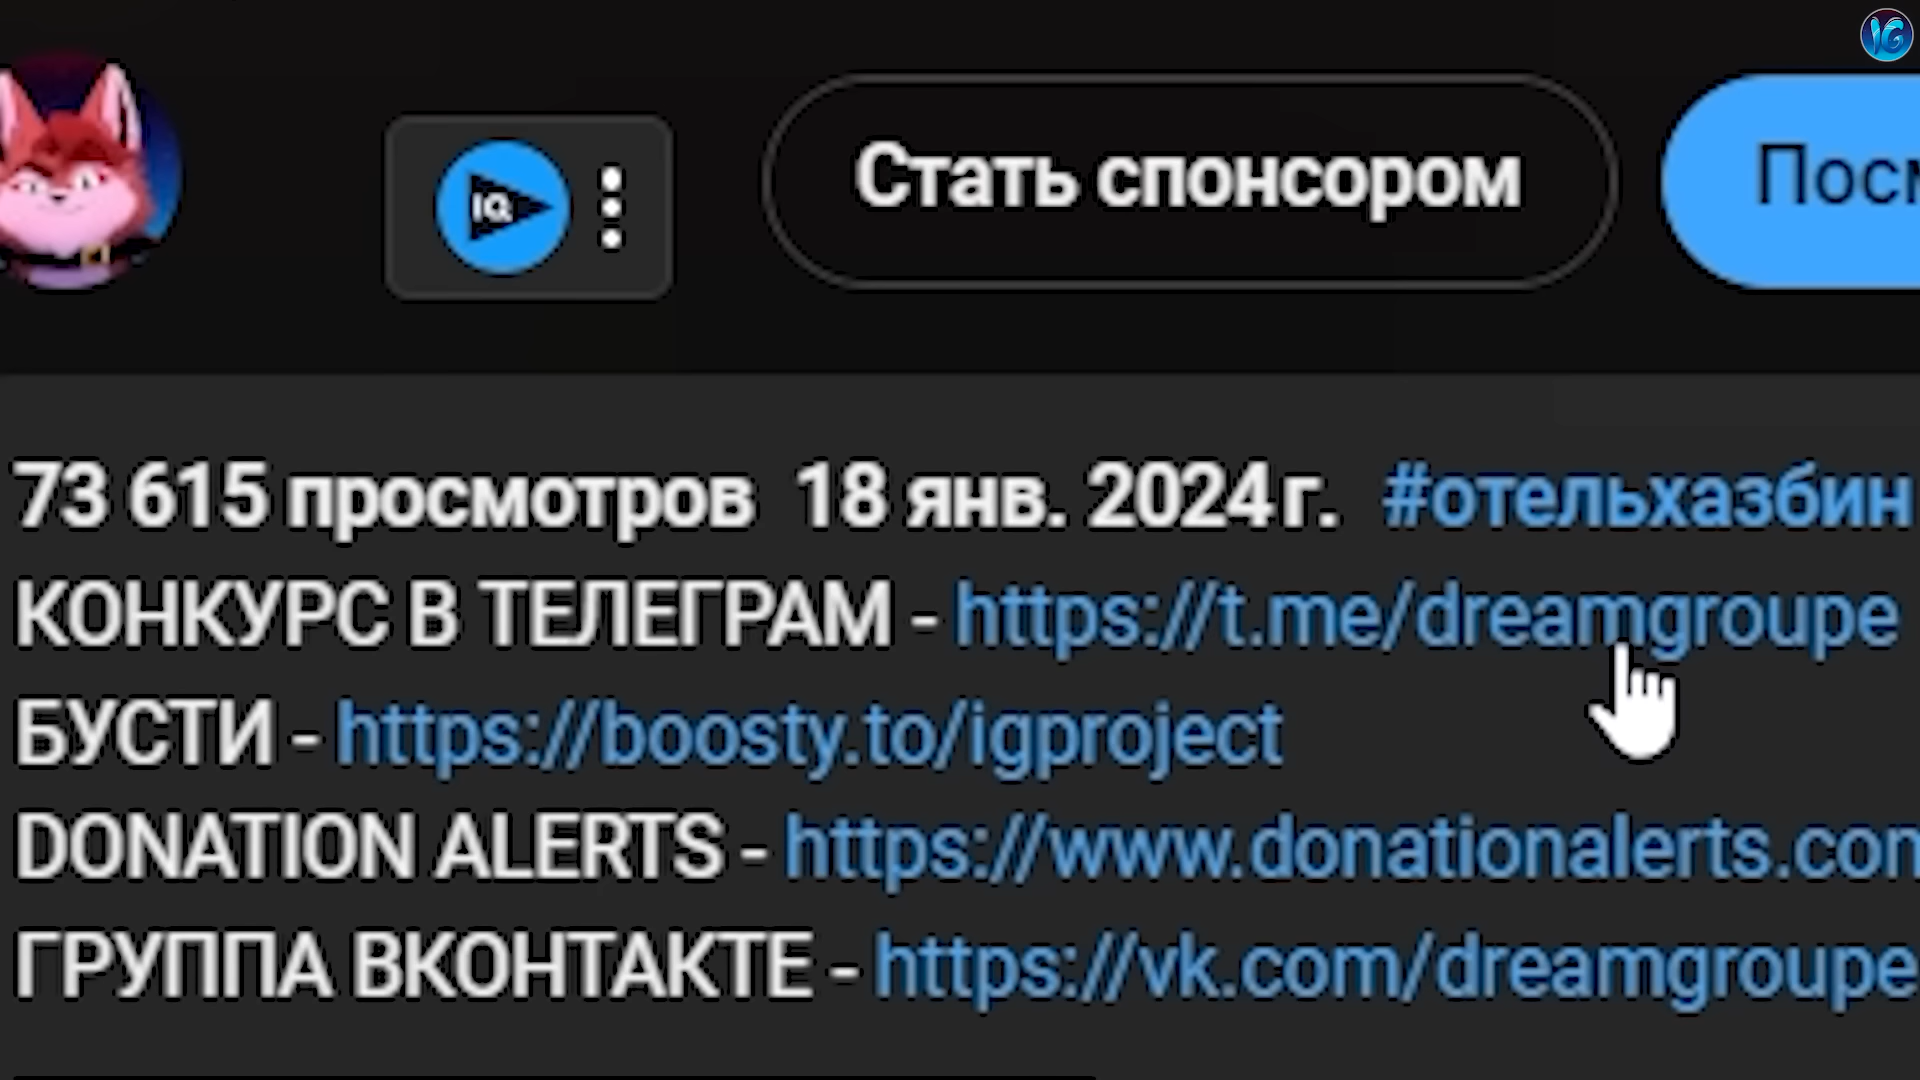 IG
IQ
Стать спонсором
73 615 просмотров 18 янв. 2024 г. #отельхазбин
КОНКУРС В ТЕЛЕГРАМ - https://t.me/dreamgroupe
БУСТИ - https://boosty.to/igproject
DONATION ALERTS - https://www.donationalerts.com
ГРУППА ВКОНТАКТЕ - https://vk.com/dreamgroupe